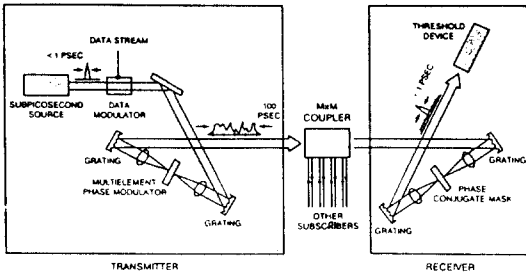 THRESHOLD
DEVICE
DATA STREAM
< 1 PSEC
SUBPICOSECOND
SOURCE
DATA
MODULATOR
100
PSEC
MxM
COUPLER
PSEC
GRATING
MULTIELEMENT
PHASE MODULATOR
GRATING
OTHER
SUBSCRIBERS
GRATING
PHASE
CONJUGATE MASK
GRATING
TRANSMITTER
RECEIVER